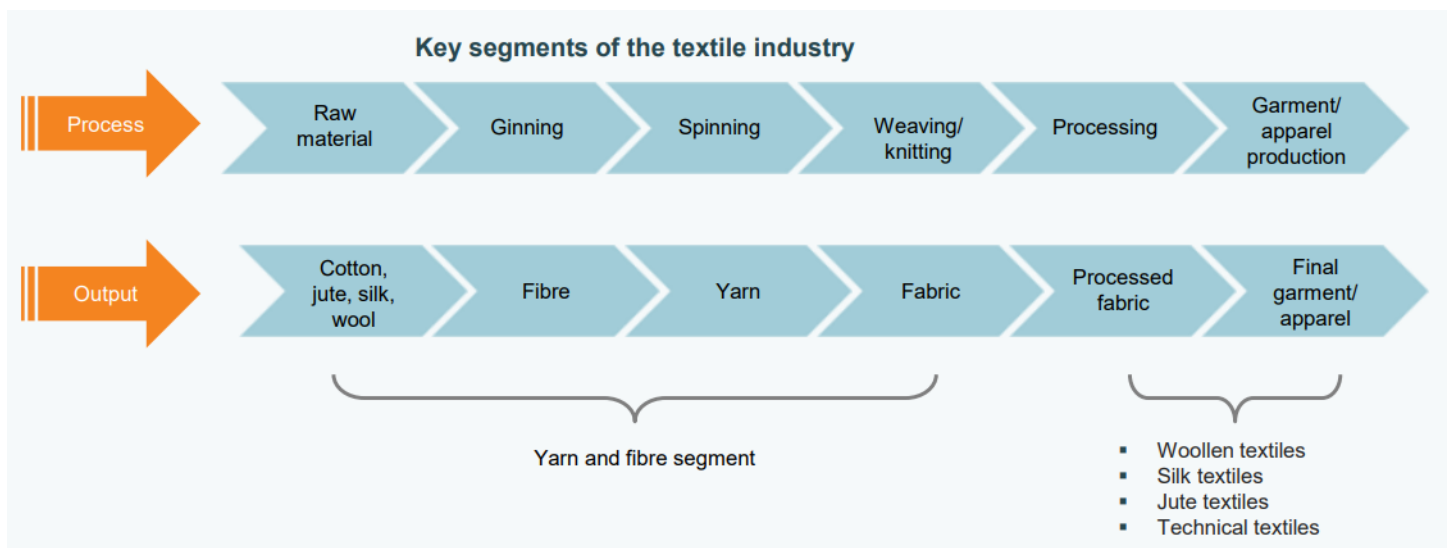 Key segments of the textile industry
Process
Raw
material
Ginning
Spinning
Weaving/
knitting
Processing
Garment/
apparel
production
Output
Cotton,
jute, silk,
wool
Fibre
Yarn
Fabric
Processed
fabric
Final
garment/
apparel
Yarn and fibre segment
▪ Woollen textiles
▪ Silk textiles
▪ Jute textiles
▪ Technical textiles